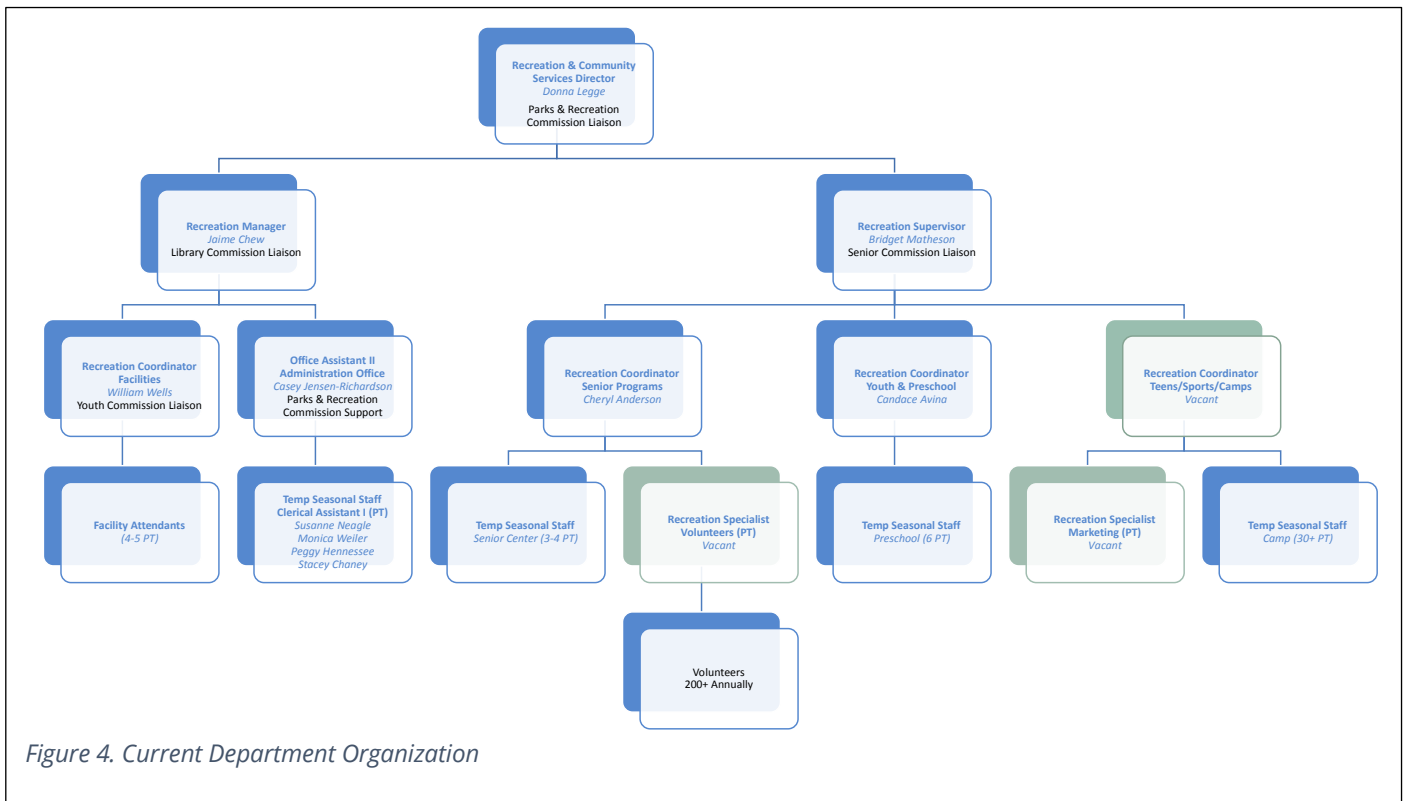 Recreation & Community
Services Director
Donna Legge
Parks & Recreation
Commission Liaison
Recreation Manager
Jaime Chew
Library Commission Liaison
Recreation Supervisor
Bridget Matheson
Senior Commission Liaison
Recreation Coordinator
Facilities
William Wells
Youth Commission Liaison
Office Assistant II
Administration Office
Casey Jensen-Richardson
Parks & Recreation
Commission Support
Recreation Coordinator
Senior Programs
Cheryl Anderson
Recreation Coordinator
Youth & Preschool
Candace Avina
Recreation Coordinator
Teens/Sports/Camps
Vacant
Facility Attendants
(4-5 PT)
Temp Seasonal Staff
Clerical Assistant I (PT)
Susanne Neagle
Monica Weiler
Peggy Hennessee
Stacey Chaney
Temp Seasonal Staff
Senior Center (3-4 PT)
Recreation Specialist
Volunteers (PT)
Vacant
Temp Seasonal Staff
Preschool (6 PT)
Recreation Specialist
Marketing (PT)
Vacant
Temp Seasonal Staff
Camp (30+ PT)
Volunteers
200+ Annually
Figure 4. Current Department Organization